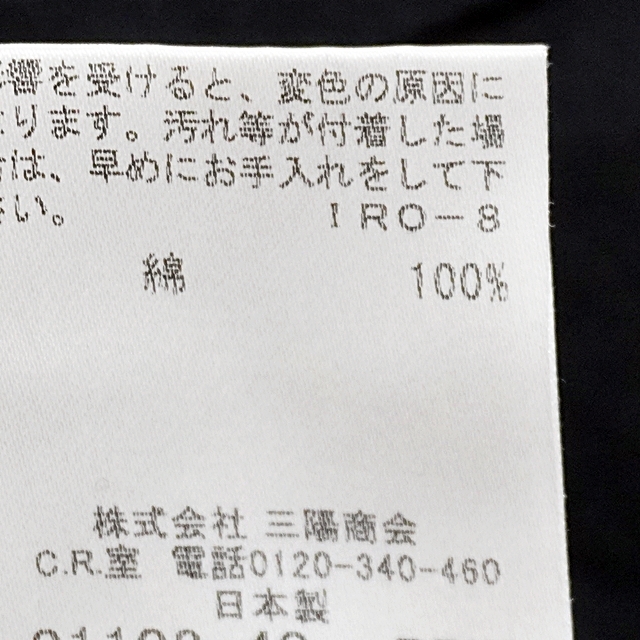 響を受けると、変色の原因に
ります。汚れ等が付着した場
は、早めにお手入れをして下
い。 IRO-8
綿 100%
株式会社 三陽商会
C.R.室 電話0120-340-460
日本製